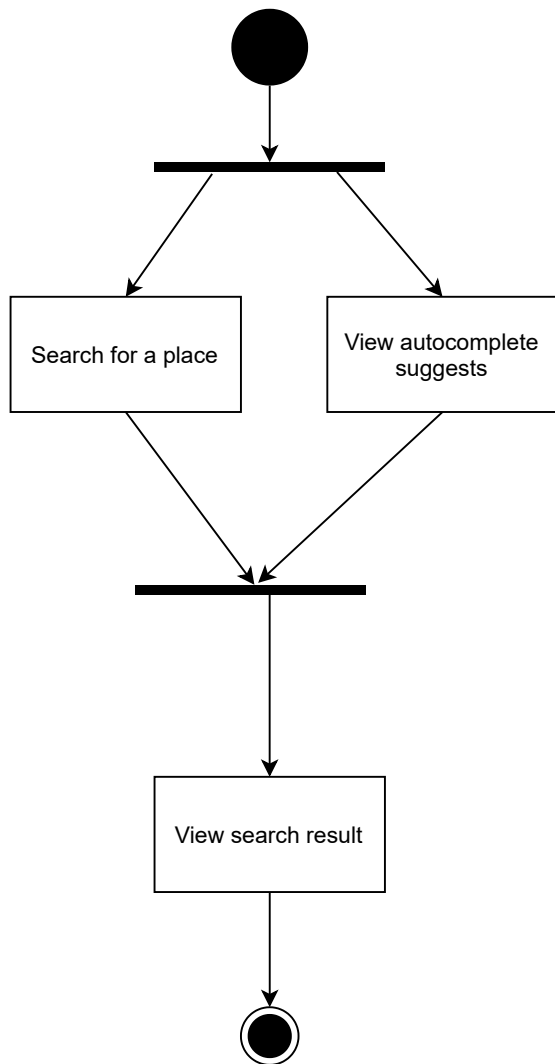 Search for a place
View autocomplete
suggests
View search result